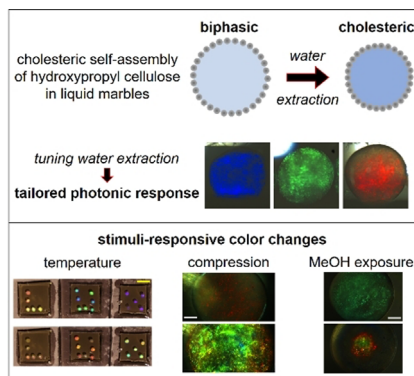 biphasic
cholesteric
cholesteric self-assembly
of hydroxypropyl cellulose
in liquid marbles
water
extraction
tuning water extraction
tailored photonic response
stimuli-responsive color changes
temperature
compression
MeOH exposure